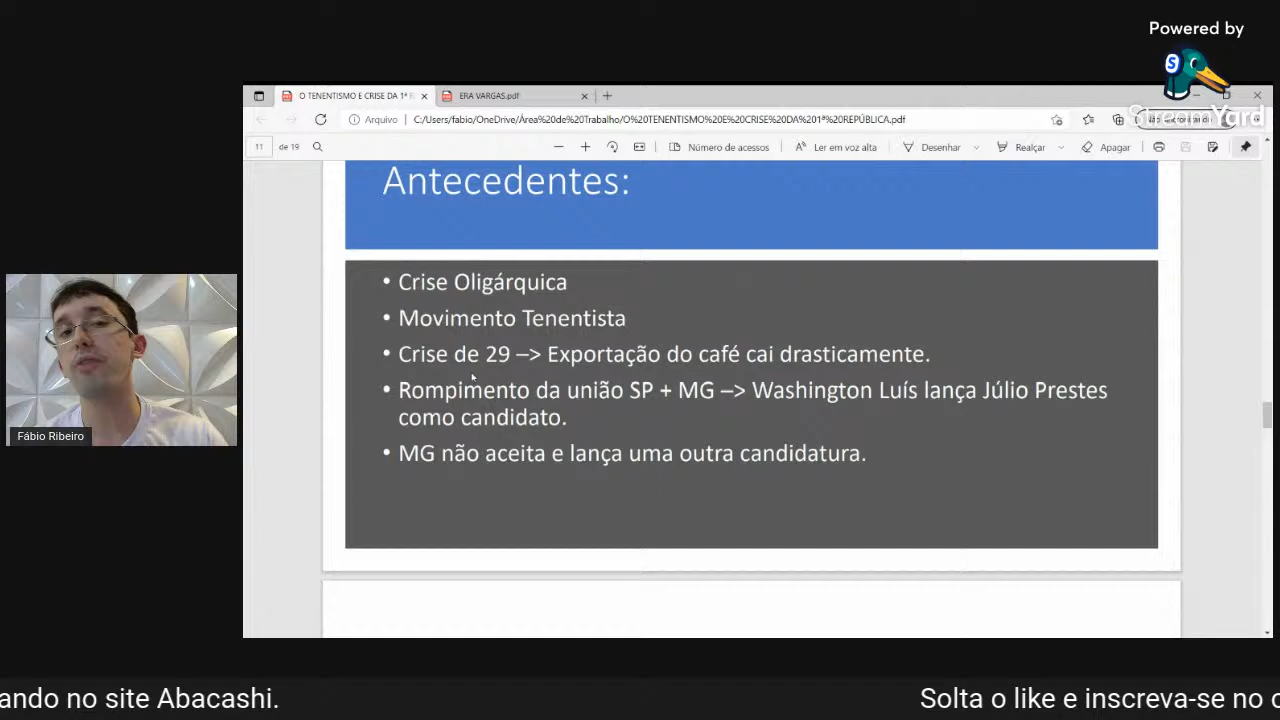 Powered by
StreamYard
O TENENTISMO E CRISE DA 1ª R
ERA VARGAS.pdf
Arquivo
C:/Users/fabio/OneDrive/Área%20de%20Trabalho/O%20TENENTISMO%20E%20CRISE%20DA%201ª%20REPÚBLICA.pdf
11 de 19
Número de acessos
Ler em voz alta
Desenhar
Realçar
Apagar
Antecedentes:
• Crise Oligárquica
• Movimento Tenentista
• Crise de 29 –> Exportação do café cai drasticamente.
• Rompimento da união SP + MG –> Washington Luís lança Júlio Prestes
como candidato.
• MG não aceita e lança uma outra candidatura.
Fábio Ribeiro
ando no site Abacashi.
Solta o like e inscreva-se no c